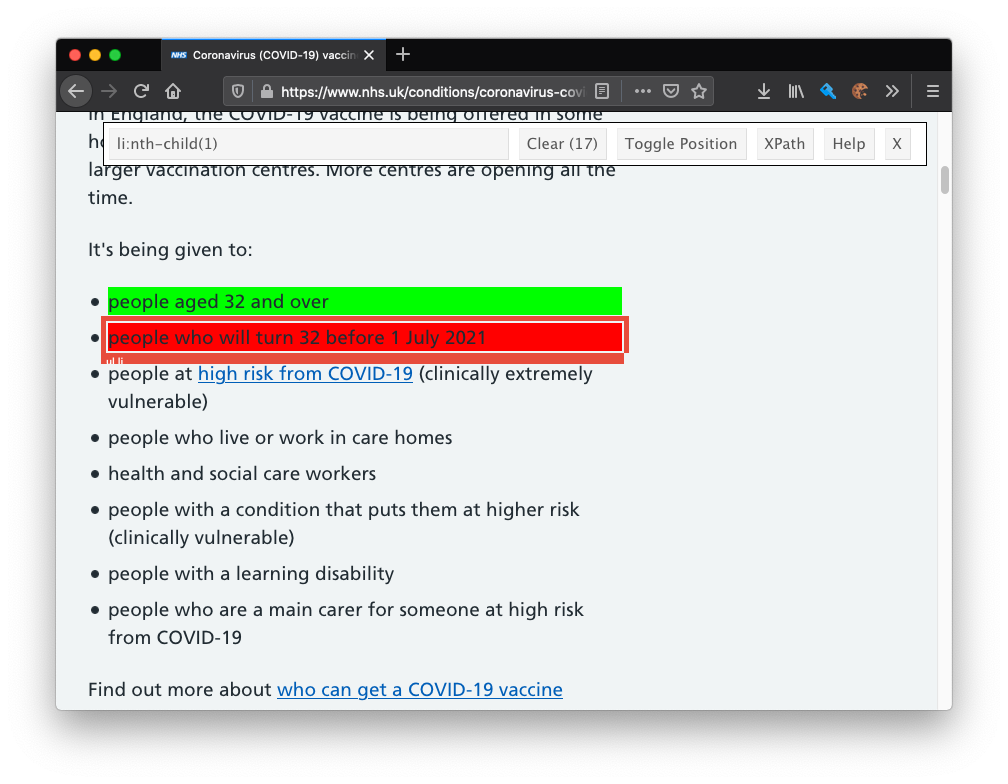 NHS Coronavirus (COVID-19) vaccin
https://www.nhs.uk/conditions/coronavirus-covi
In England, the COVID-19 vaccine is being offered in some
li:nth-child(1) Clear (17) Toggle Position XPath Help X
larger vaccination centres. More centres are opening all the
time.
It's being given to:
people aged 32 and over
people who will turn 32 before 1 July 2021
ul li
people at high risk from COVID-19 (clinically extremely
vulnerable)
people who live or work in care homes
health and social care workers
people with a condition that puts them at higher risk
(clinically vulnerable)
people with a learning disability
people who are a main carer for someone at high risk
from COVID-19
Find out more about who can get a COVID-19 vaccine